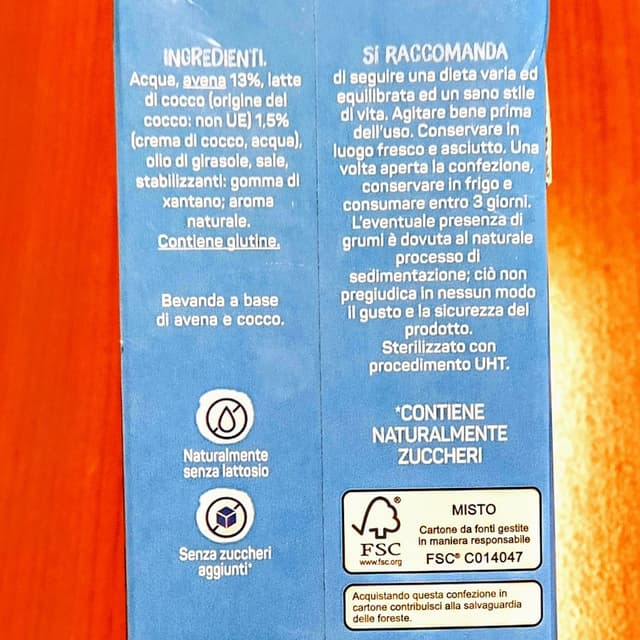 INGREDIENTI.
Acqua, avena 13%, latte
di cocco (origine del
cocco: non UE) 1,5%
(crema di cocco, acqua),
olio di girasole, sale,
stabilizzanti: gomma di
xantano; aroma
naturale.
Contiene glutine.
Bevanda a base
di avena e cocco.
Naturalmente
senza lattosio
Senza zuccheri
aggiunti*
SI RACCOMANDA
di seguire una dieta varia ed
equilibrata ed un sano stile
di vita. Agitare bene prima
dell'uso. Conservare in
luogo fresco e asciutto. Una
volta aperta la confezione,
conservare in frigo e
consumare entro 3 giorni.
L'eventuale presenza di
grumi è dovuta al naturale
processo di
sedimentazione; ciò non
pregiudica in nessun modo
il gusto e la sicurezza del
prodotto.
Sterilizzato con
procedimento UHT.
*CONTIENE
NATURALMENTE
ZUCCHERI
®
FSC
www.fsc.org
MISTO
Cartone da fonti gestite
in maniera responsabile
FSC® C014047
Acquistando questa confezione in
cartone contribuisci alla salvaguardia
delle foreste.